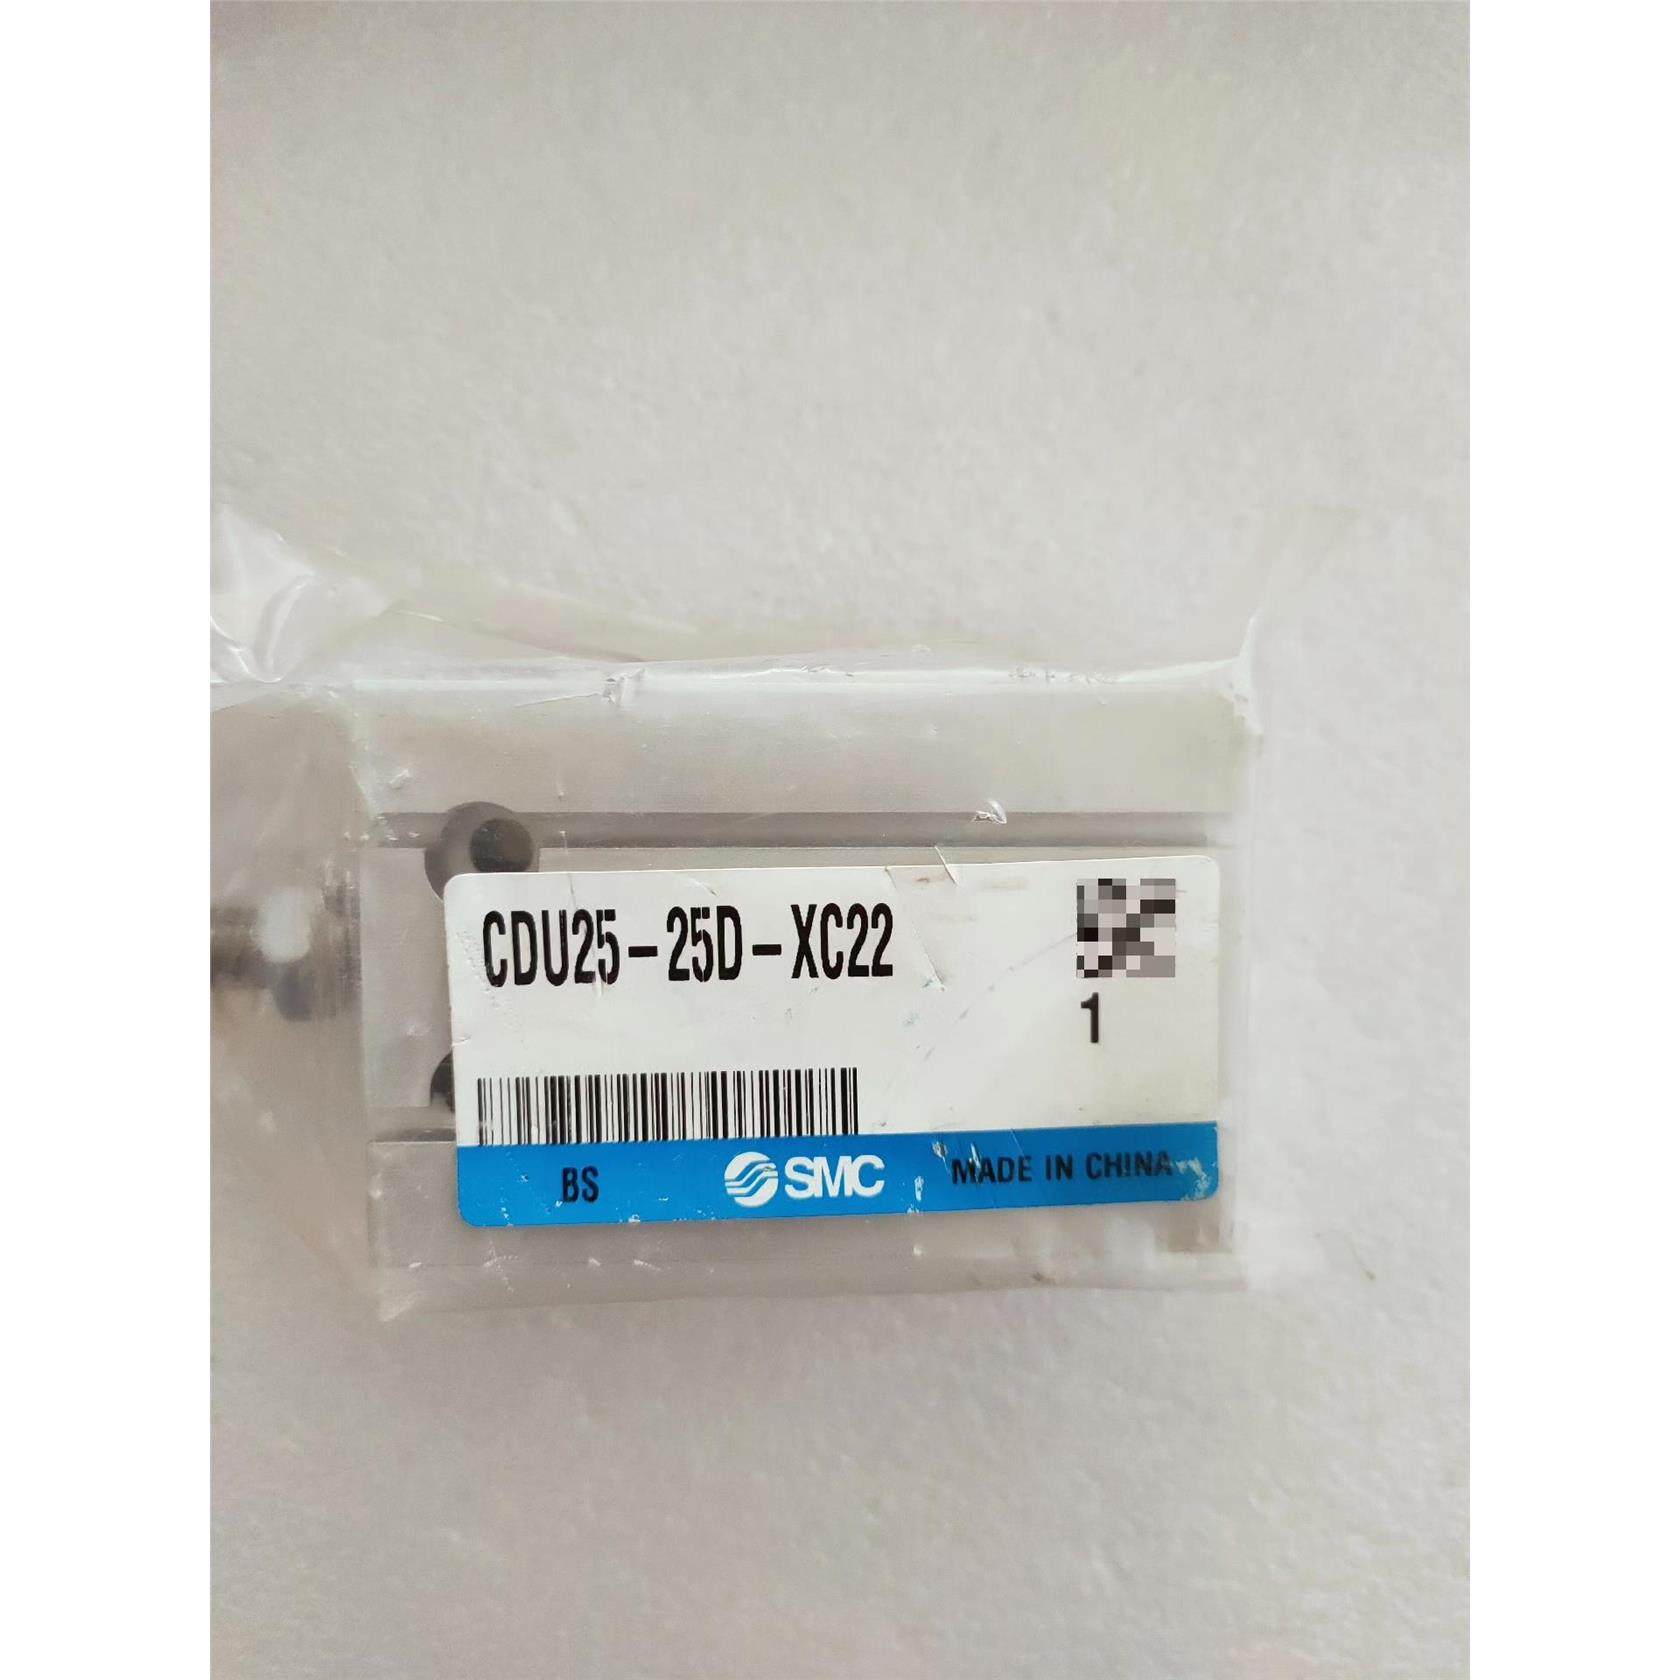 CDU25-25D-XC22
1
BS SMC MADE IN CHINA